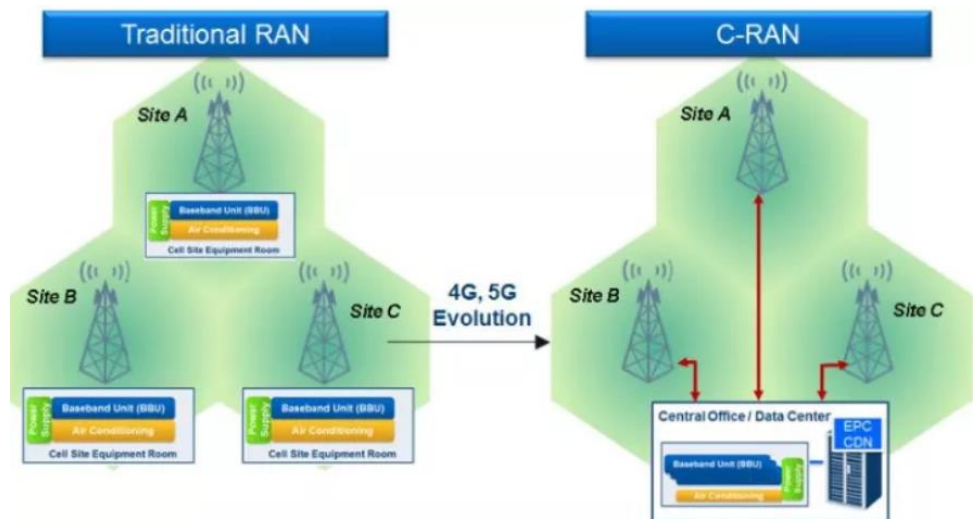 Traditional RAN
Site A
Power Supply
Baseband Unit (BBU)
Air Conditioning
Cell Site Equipment Room
Site B
Power Supply
Baseband Unit (BBU)
Air Conditioning
Cell Site Equipment Room
Site C
Power Supply
Baseband Unit (BBU)
Air Conditioning
Cell Site Equipment Room
4G, 5G
Evolution
C-RAN
Site A
Site B
Site C
Central Office / Data Center
EPC
CDN
Baseband Unit (BBU)
Power Supply
Air Conditioning